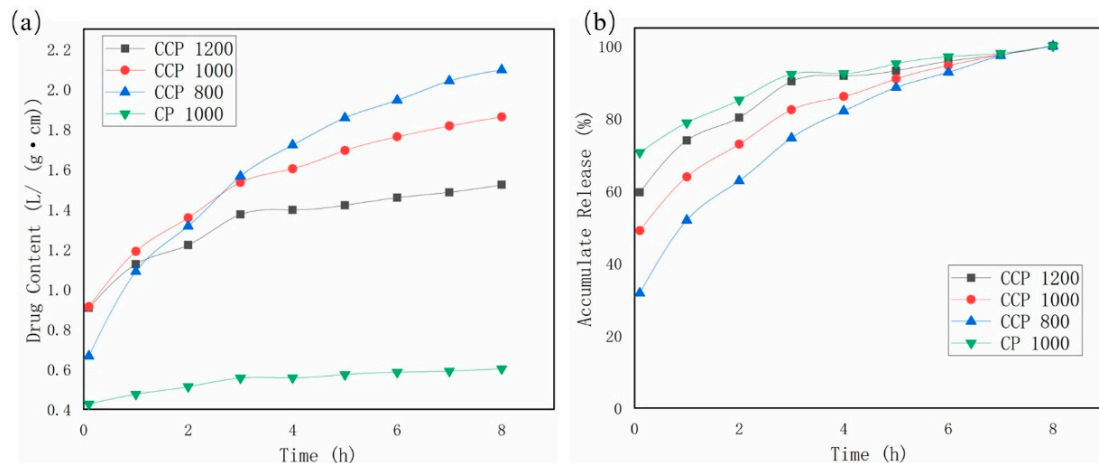 (a)
2. 2
2. 0
1. 8
1. 6
1. 4
1. 2
1. 0
0. 8
0. 6
0. 4
Drug Content (L/ (g•cm))
CCP 1200
CCP 1000
CCP 800
CP 1000
0 2 4 6 8
Time (h)
(b)
100
80
60
40
20
0
Accumulate Release (%)
CCP 1200
CCP 1000
CCP 800
CP 1000
0 2 4 6 8
Time (h)